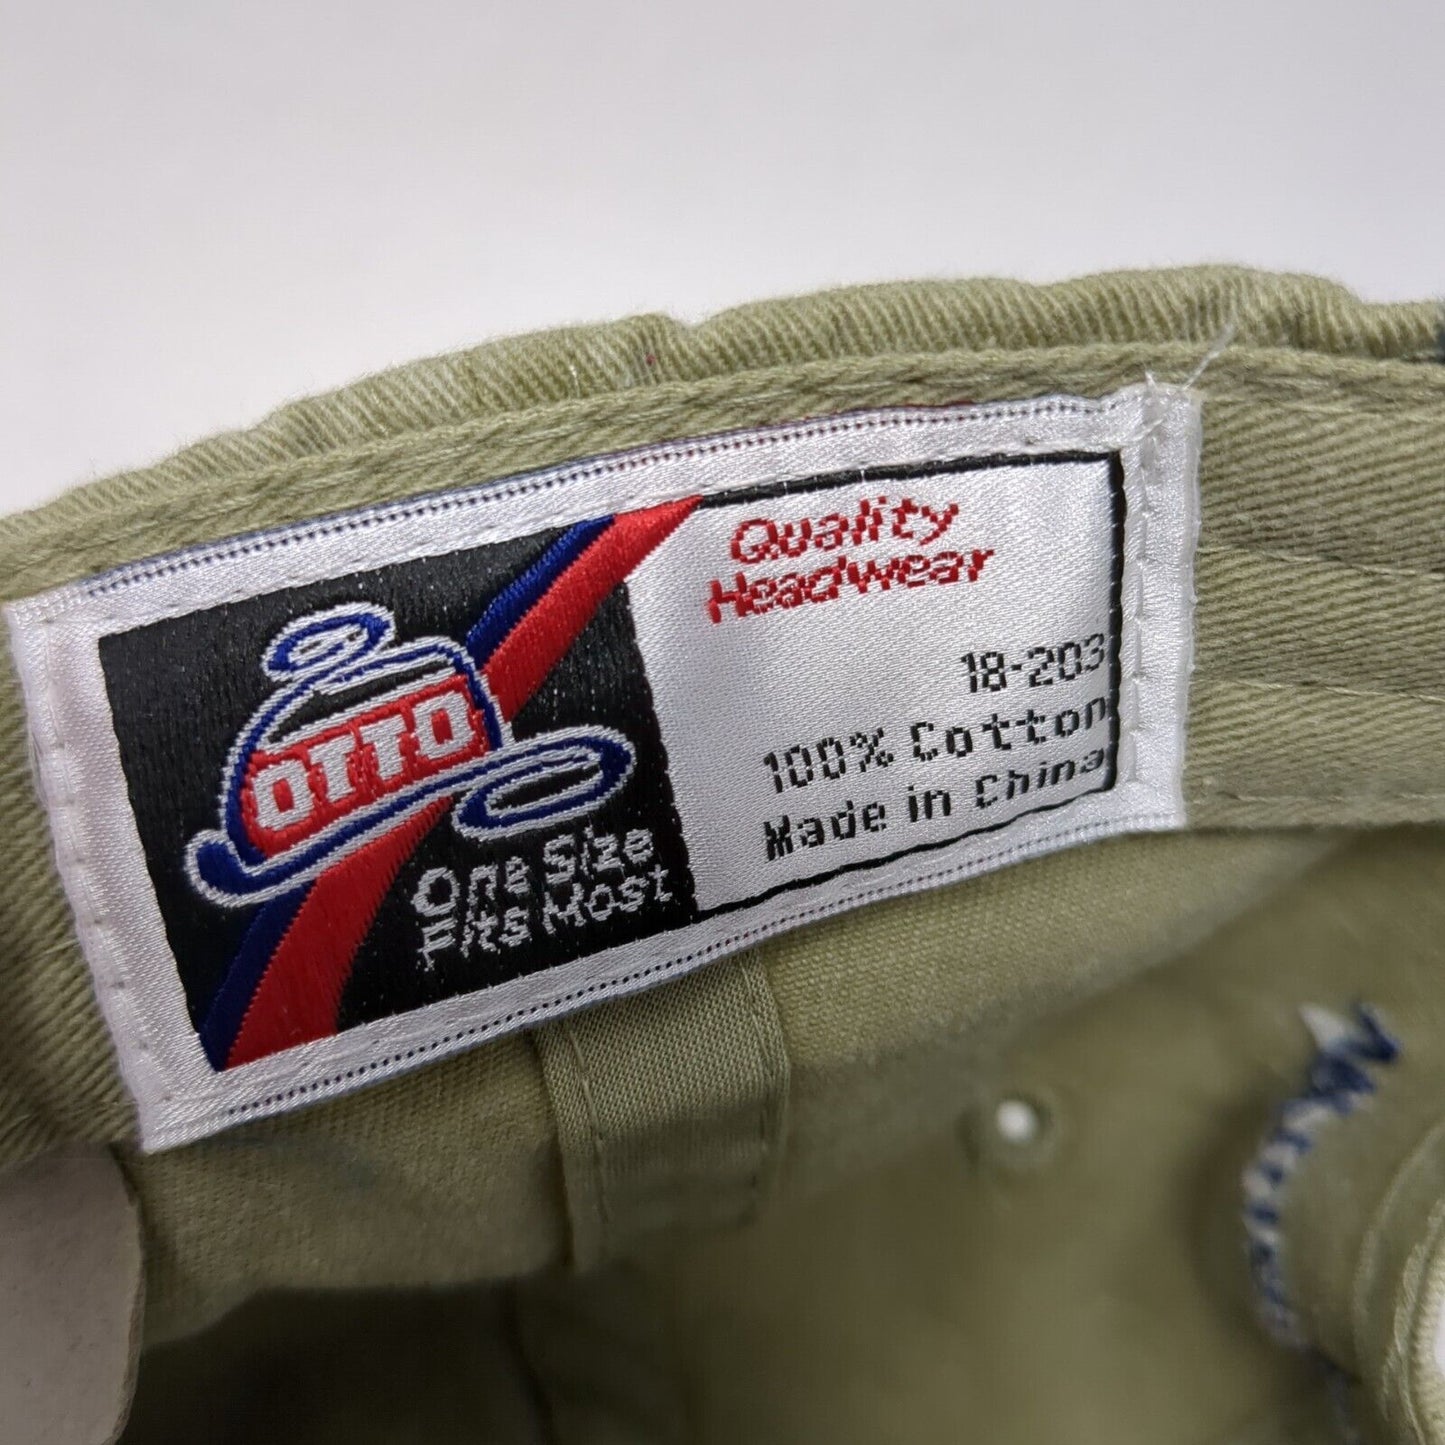 OTTO
One Size
Fits Most
Quality
Headwear
18-203
100% Cotton
Made in China